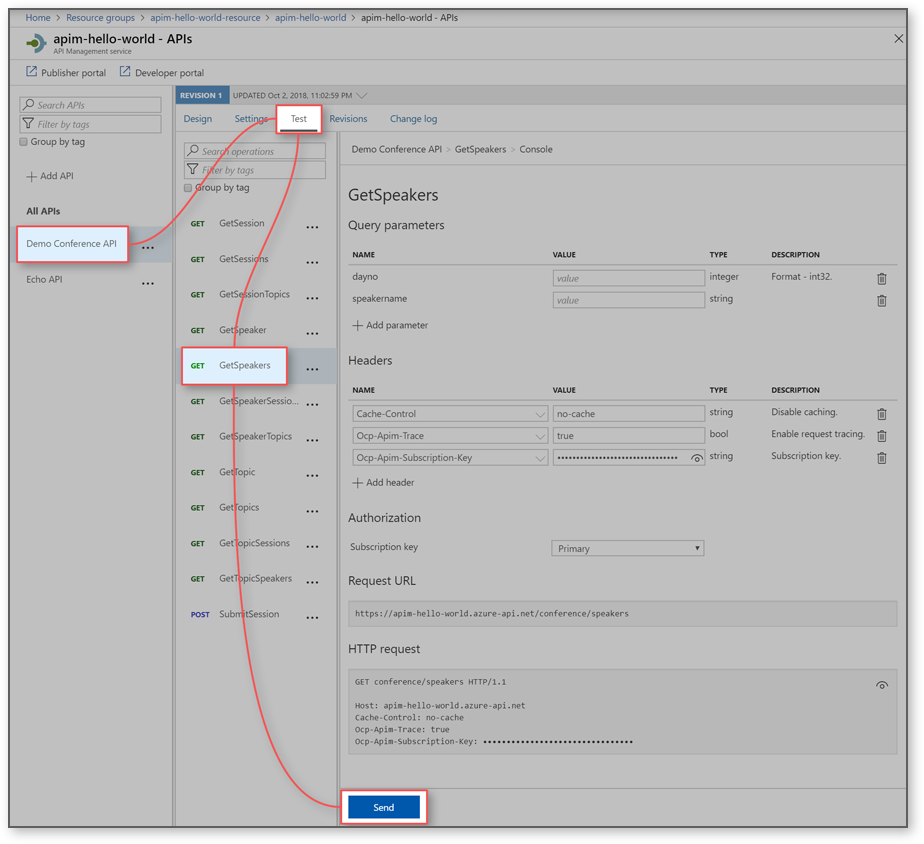 Home > Resource groups > apim-hello-world-resource > apim-hello-world > apim-hello-world - APIs
apim-hello-world - APIs
API Management service
Publisher portal Developer portal
Search APIs
Filter by tags
Group by tag
Add API
All APIs
Demo Conference API
Echo API
REVISION 1 UPDATED Oct 2, 2018, 11:02:59 PM
Design Settings Test Revisions Change log
Search operations
Filter by tags
Group by tag
GET GetSession
GET GetSessions
GET GetSessionTopics
GET GetSpeaker
GET GetSpeakers
GET GetSpeakerSessio...
GET GetSpeakerTopics
GET GetTopic
GET GetTopics
GET GetTopicSessions
GET GetTopicSpeakers
POST SubmitSession
Demo Conference API > GetSpeakers > Console
GetSpeakers
Query parameters
NAME VALUE TYPE DESCRIPTION
dayno value integer Format - int32.
speakername value string
Add parameter
Headers
NAME VALUE TYPE DESCRIPTION
Cache-Control no-cache string Disable caching.
Ocp-Apim-Trace true bool Enable request tracing.
Ocp-Apim-Subscription-Key •••••••••••••••••••••••••••••••• string Subscription key.
Add header
Authorization
Subscription key Primary
Request URL
https://apim-hello-world.azure-api.net/conference/speakers
HTTP request
GET conference/speakers HTTP/1.1
Host: apim-hello-world.azure-api.net
Cache-Control: no-cache
Ocp-Apim-Trace: true
Ocp-Apim-Subscription-Key: ••••••••••••••••••••••••••••••••
Send